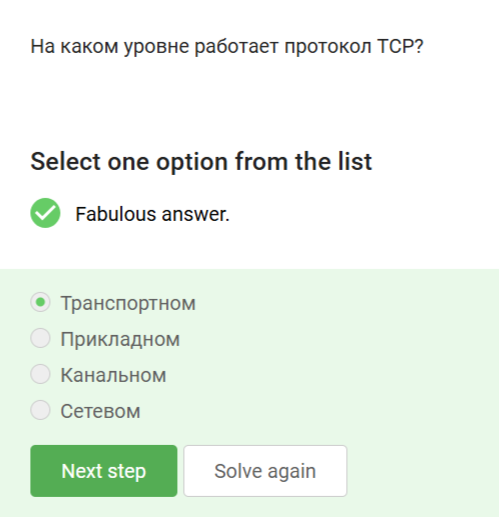 На каком уровне работает протокол TCP?
Select one option from the list
Fabulous answer.
Транспортном
Прикладном
Канальном
Сетевом
Next step Solve again